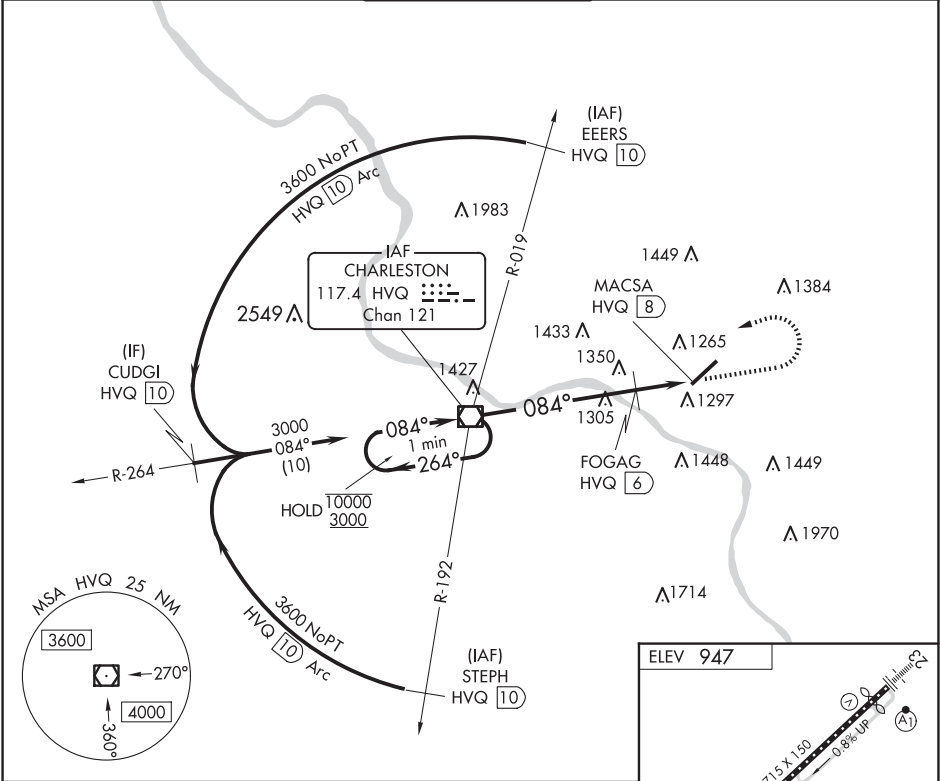 (IAF)
EEERS
HVQ 10
3600 NoPT
HVQ 10 Arc
1983
R-019
IAF
CHARLESTON
117.4 HVQ
Chan 121
1449
MACSA
HVQ 8
1384
2549
1433
1265
1350
(IF)
CUDGI
HVQ 10
1427
084°
1305
1297
3000
084°
(10)
084°
1 min
264°
R-264
FOGAG
HVQ 6
1448
1449
HOLD 10000
3000
1970
R-192
1714
MSA HVQ 25 NM
3600
270°
4000
360°
3600 NoPT
HVQ 10 Arc
(IAF)
STEPH
HVQ 10
ELEV 947
23
V
A1
0.8% UP
715 X 150